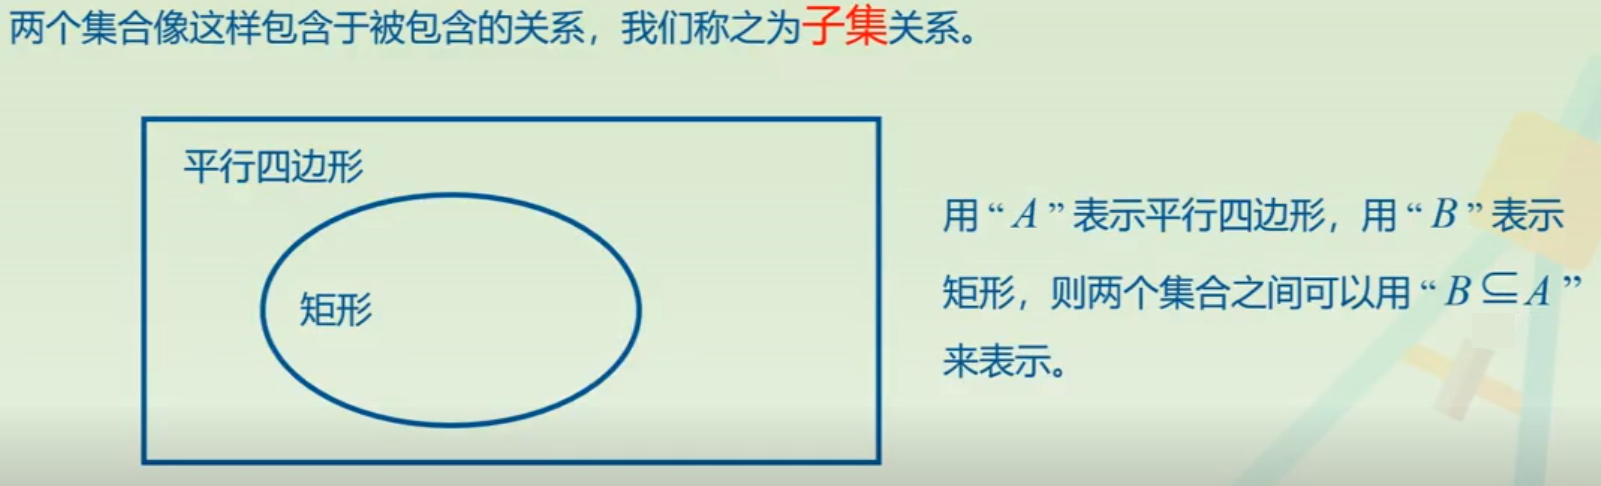 两个集合像这样包含于被包含的关系，我们称之为子集关系。
平行四边形
矩形
用“A”表示平行四边形，用“B”表示
矩形，则两个集合之间可以用“B⊆A”
来表示。